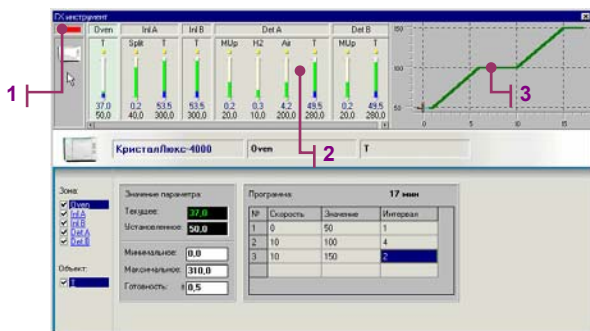 ГХ инструмент
Oven Inl.A Inl.B Det.A Det.B
T Split T T MUp H2 Air T MUp T
37,0 0,2 53,5 53,5 0,2 0,3 4,2 49,5 0,2 49,5
50,0 40,0 300,0 300,0 20,0 10,0 200,0 280,0 20,0 280,0
150
100
50
0 5 10 15
1
2
3
КристалЛюкс-4000 Oven T
Зона:
Oven
Inl.A
Inl.B
Det.A
Det.B
Объект:
T
Значение параметра:
Текущее: 37,0
Установленное: 50,0
Минимальное: 0,0
Максимальное: 310,0
Готовность: ± 0,5
Программа: 17 мин
№ Скорость Значение Интервал
1 0 50 1
2 10 100 4
3 10 150 2